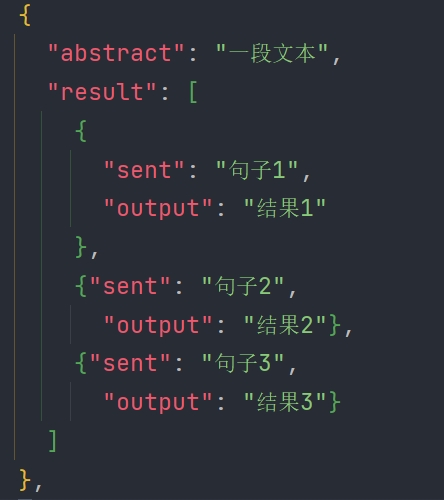 {
"abstract": "一段文本",
"result": [
{
"sent": "句子1",
"output": "结果1"
},
{"sent": "句子2",
"output": "结果2"},
{"sent": "句子3",
"output": "结果3"}
]
},